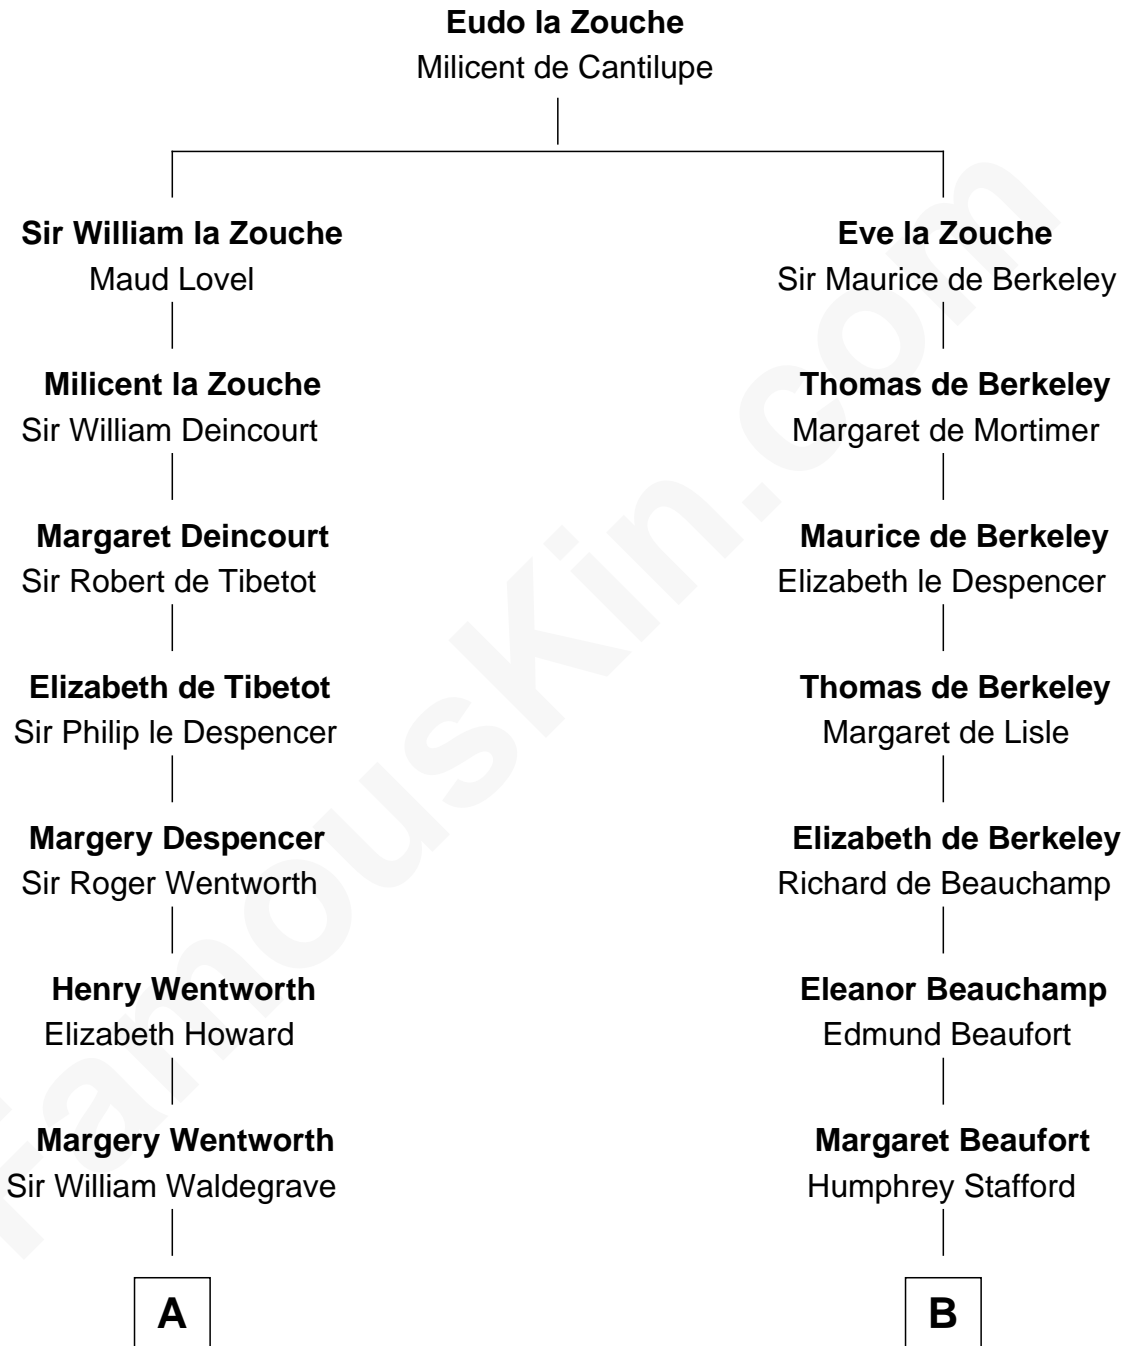 Eudo la Zouche
Milicent de Cantilupe
Sir William la Zouche
Maud Lovel
Milicent la Zouche
Sir William Deincourt
Margaret Deincourt
Sir Robert de Tibetot
Elizabeth de Tibetot
Sir Philip le Despencer
Margery Despencer
Sir Roger Wentworth
Henry Wentworth
Elizabeth Howard
Margery Wentworth
Sir William Waldegrave
A
Eve la Zouche
Sir Maurice de Berkeley
Thomas de Berkeley
Margaret de Mortimer
Maurice de Berkeley
Elizabeth le Despencer
Thomas de Berkeley
Margaret de Lisle
Elizabeth de Berkeley
Richard de Beauchamp
Eleanor Beauchamp
Edmund Beaufort
Margaret Beaufort
Humphrey Stafford
B
FamousKin.com